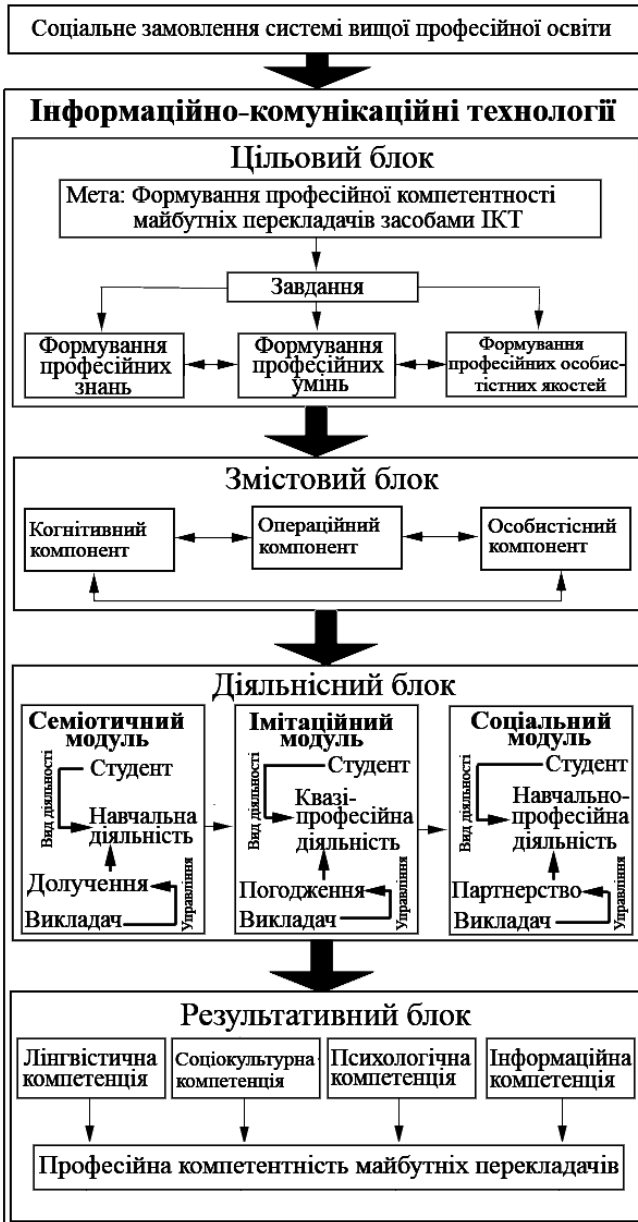 Соціальне замовлення системі вищої професійної освіти
Інформаційно-комунікаційні технології
Цільовий блок
Мета: Формування професійної компетентності
майбутніх перекладачів засобами ІКТ
Завдання
Формування
професійних
знань
Формування
професійних
умінь
Формування
професійних особис-
тістних якостей
Змістовий блок
Когнітивний
компонент
Операційний
компонент
Особистісний
компонент
Діяльнісний блок
Семіотичний
модуль
Вид діяльності
Студент
Навчальна
діяльність
Долучення
Викладач
Управління
Імітаційний
модуль
Вид діяльності
Студент
Квазі-
професійна
діяльність
Погодження
Викладач
Управління
Соціальний
модуль
Вид діяльності
Студент
Навчально-
професійна
діяльність
Партнерство
Викладач
Управління
Результативний блок
Лінгвістична
компетенція
Соціокультурна
компетенція
Психологічна
компетенція
Інформаційна
компетенція
Професійна компетентність майбутніх перекладачів